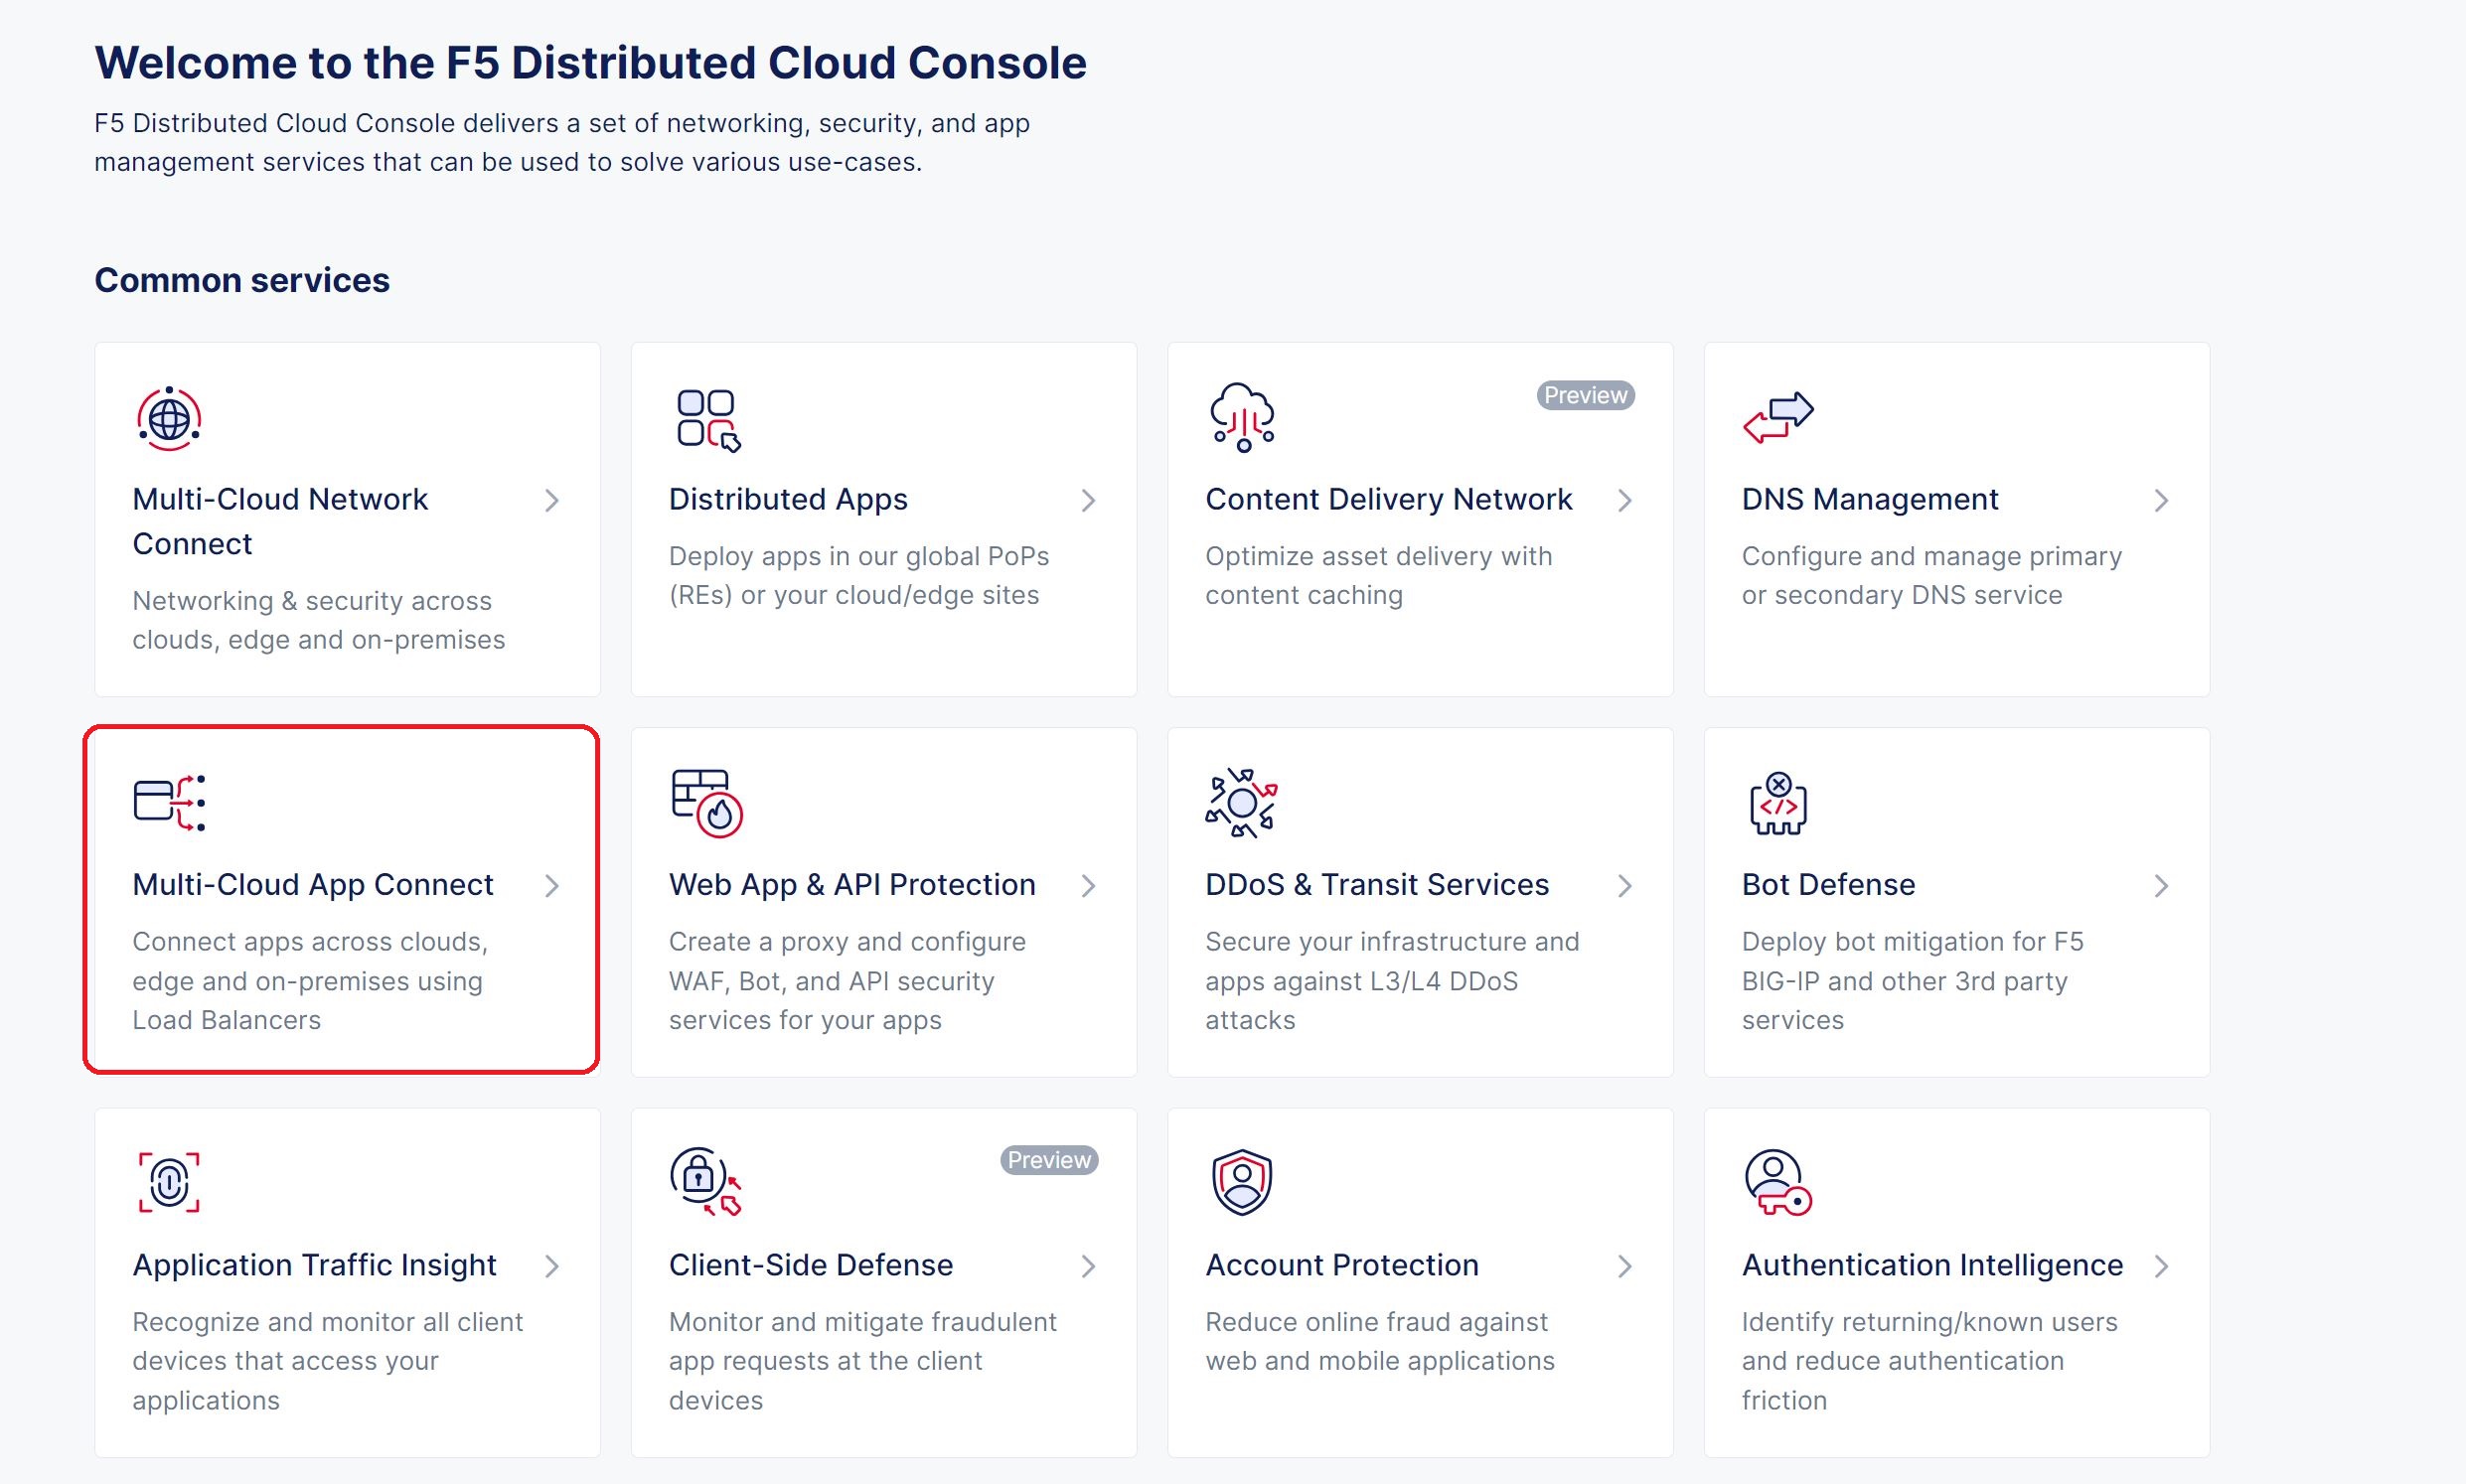 Welcome to the F5 Distributed Cloud Console
F5 Distributed Cloud Console delivers a set of networking, security, and app
management services that can be used to solve various use-cases.
Common services
Multi-Cloud Network
Connect
Networking & security across
clouds, edge and on-premises
Distributed Apps
Deploy apps in our global PoPs
(REs) or your cloud/edge sites
Preview
Content Delivery Network
Optimize asset delivery with
content caching
DNS Management
Configure and manage primary
or secondary DNS service
Multi-Cloud App Connect
Connect apps across clouds,
edge and on-premises using
Load Balancers
Web App & API Protection
Create a proxy and configure
WAF, Bot, and API security
services for your apps
DDoS & Transit Services
Secure your infrastructure and
apps against L3/L4 DDoS
attacks
Bot Defense
Deploy bot mitigation for F5
BIG-IP and other 3rd party
services
Application Traffic Insight
Recognize and monitor all client
devices that access your
applications
Preview
Client-Side Defense
Monitor and mitigate fraudulent
app requests at the client
devices
Account Protection
Reduce online fraud against
web and mobile applications
Authentication Intelligence
Identify returning/known users
and reduce authentication
friction